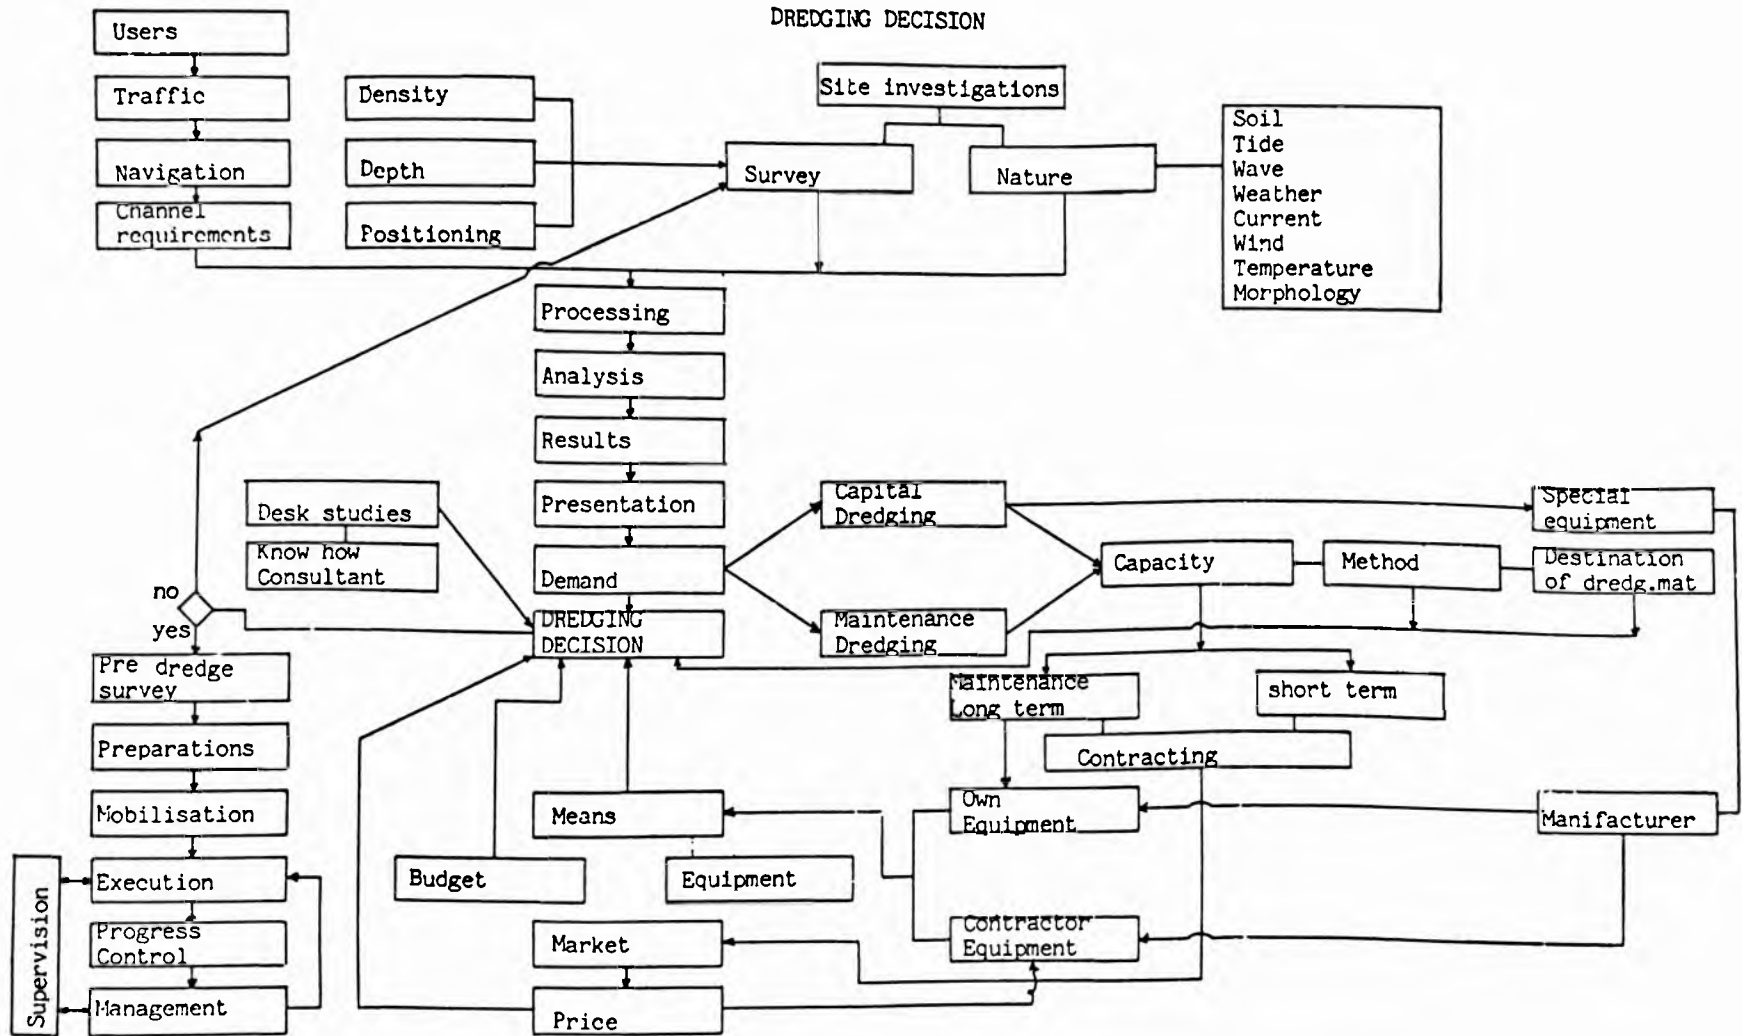 DREDGING DECISION
Users
Traffic
Navigation
Channel
requirements
Density
Depth
Positioning
Site investigations
Survey
Nature
Soil
Tide
Wave
Weather
Current
Wind
Temperature
Morphology
Processing
Analysis
Results
Presentation
Demand
DREDGING
DECISION
Desk studies
Know how
Consultant
no
yes
Capital
Dredging
Maintenance
Dredging
Capacity
Method
Special
equipment
Destination
of dredg.mat
Maintenance
Long term
short term
Contracting
Own
Equipment
Contractor
Equipment
Manifacturer
Means
Budget
Equipment
Market
Price
Pre dredge
survey
Preparations
Mobilisation
Execution
Progress
Control
Management
Supervision